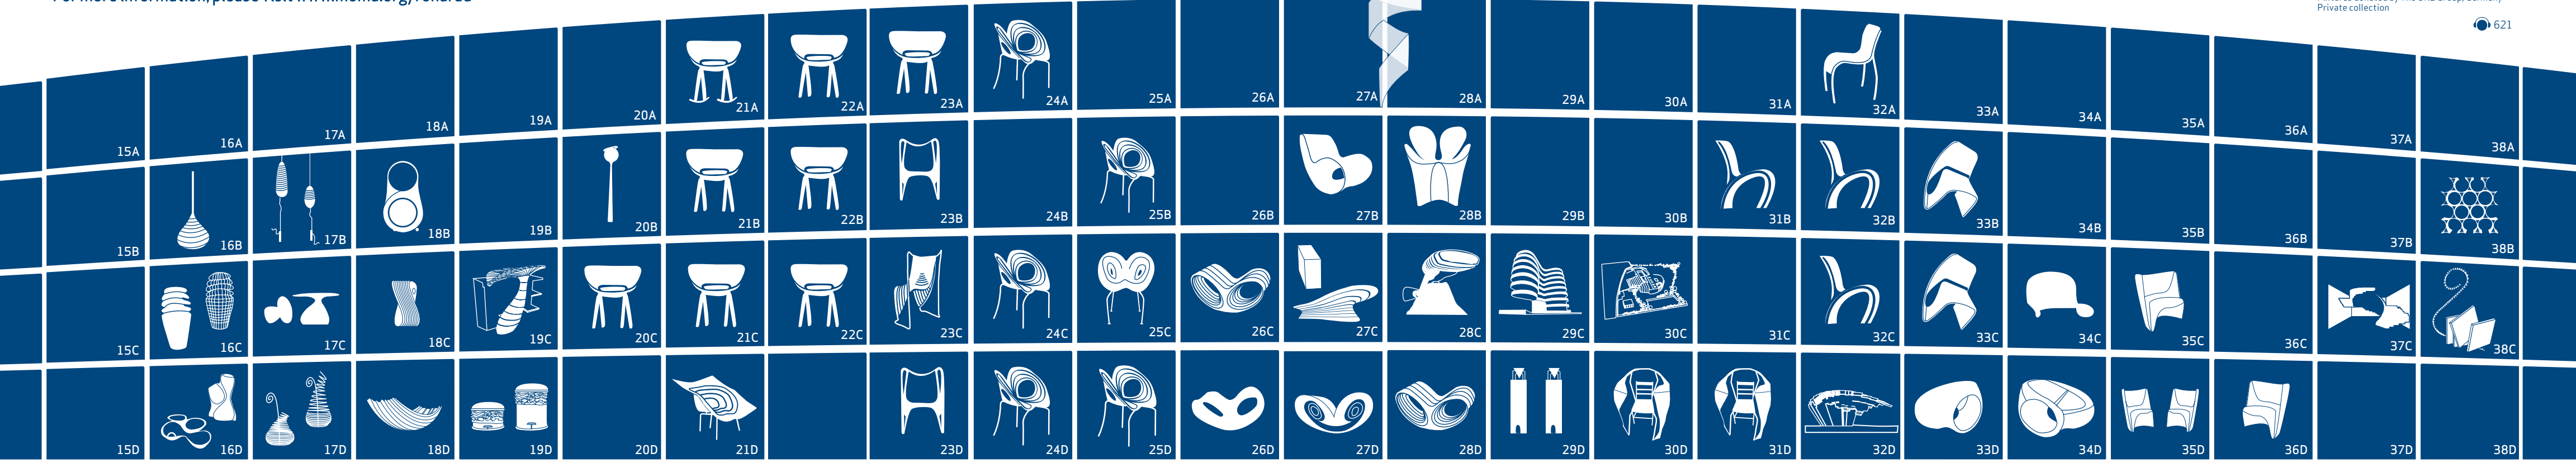 For more information, please visit
Private collection
621
15A 16A 17A 18A 19A 20A 21A 22A 23A 24A 25A 26A 27A 28A 29A 30A 31A 32A 33A 34A 35A 36A 37A 38A
15B 16B 17B 18B 19B 20B 21B 22B 23B 24B 25B 26B 27B 28B 29B 30B 31B 32B 33B 34B 35B 36B 37B 38B
15C 16C 17C 18C 19C 20C 21C 22C 23C 24C 25C 26C 27C 28C 29C 30C 31C 32C 33C 34C 35C 36C 37C 38C
15D 16D 17D 18D 19D 20D 21D 23D 24D 25D 26D 27D 28D 29D 30D 31D 32D 33D 34D 35D 36D 37D 38D